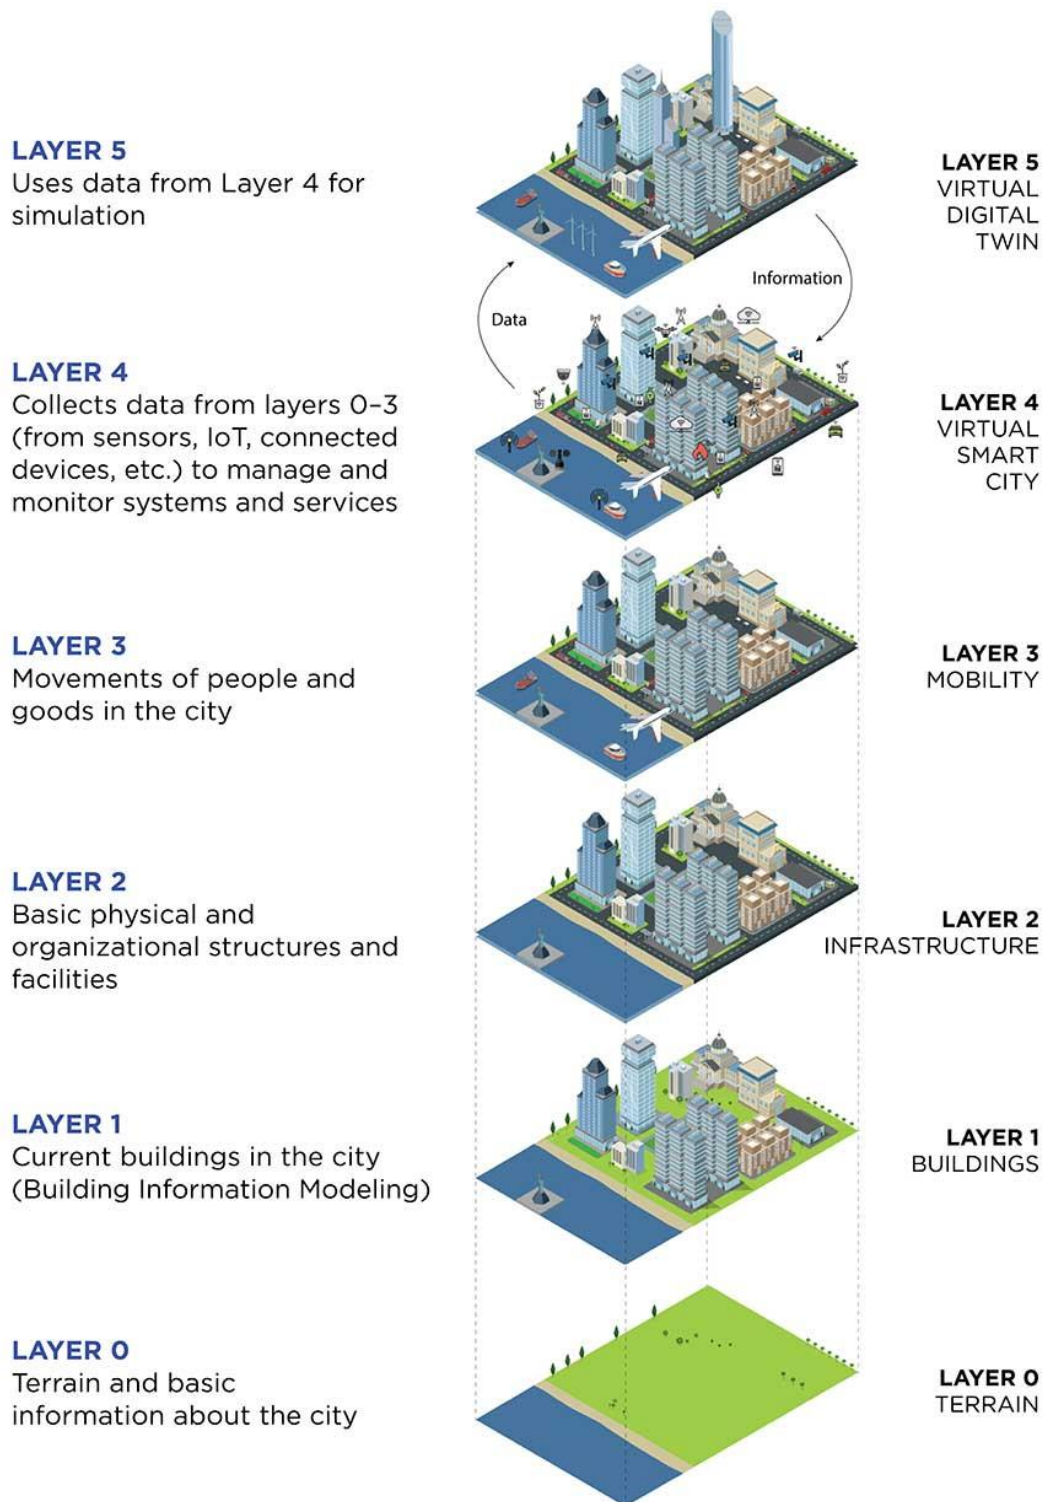 LAYER 5
Uses data from Layer 4 for
simulation
LAYER 5
VIRTUAL
DIGITAL
TWIN
Information
Data
LAYER 4
Collects data from layers 0–3
(from sensors, IoT, connected
devices, etc.) to manage and
monitor systems and services
LAYER 4
VIRTUAL
SMART
CITY
LAYER 3
Movements of people and
goods in the city
LAYER 3
MOBILITY
LAYER 2
Basic physical and
organizational structures and
facilities
LAYER 2
INFRASTRUCTURE
LAYER 1
Current buildings in the city
(Building Information Modeling)
LAYER 1
BUILDINGS
LAYER 0
Terrain and basic
information about the city
LAYER 0
TERRAIN